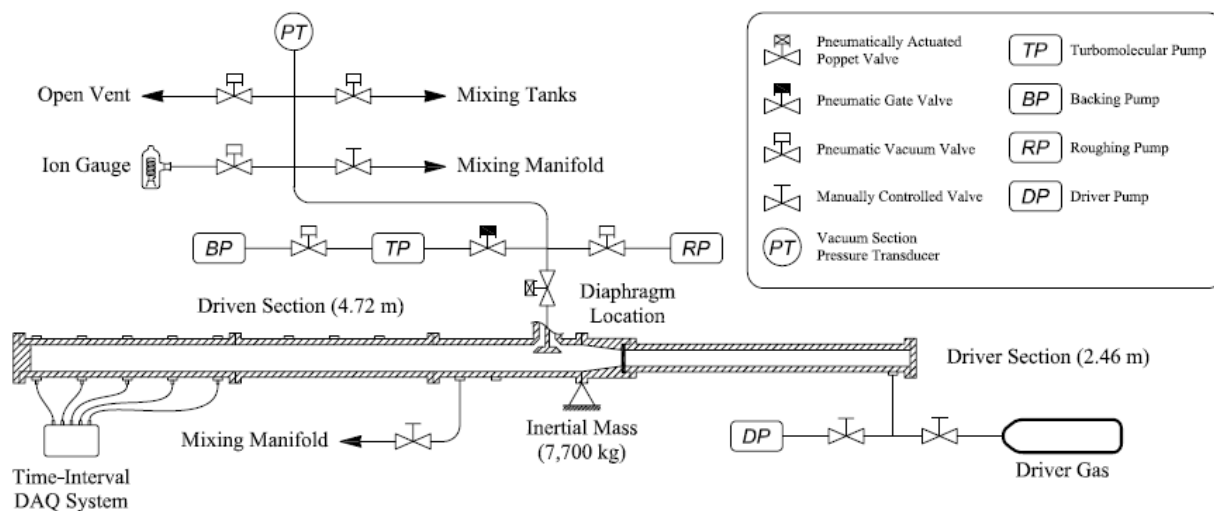 PT
Open Vent
Mixing Tanks
Ion Gauge
Mixing Manifold
BP
TP
RP
Driven Section (4.72 m)
Diaphragm
Location
Driver Section (2.46 m)
Mixing Manifold
Inertial Mass
(7,700 kg)
DP
Driver Gas
Time-Interval
DAQ System
Pneumatically Actuated
Poppet Valve
Pneumatic Gate Valve
Pneumatic Vacuum Valve
Manually Controlled Valve
PT
Vacuum Section
Pressure Transducer
TP
Turbomolecular Pump
BP
Backing Pump
RP
Roughing Pump
DP
Driver Pump